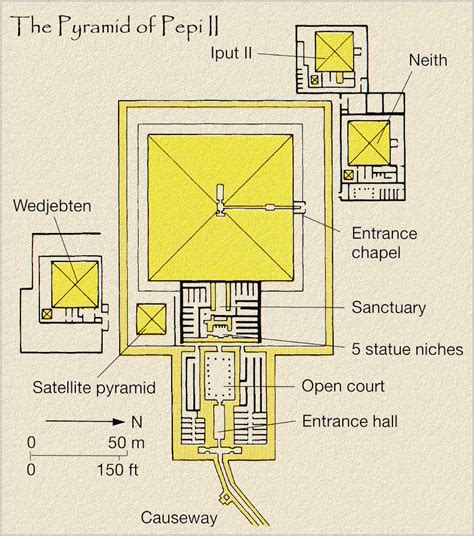 The Pyramid of Pepi II
Iput II
Neith
Wedjebten
Entrance
chapel
Sanctuary
5 statue niches
Satellite pyramid
Open court
N
Entrance hall
0 50 m
0 150 ft
Causeway